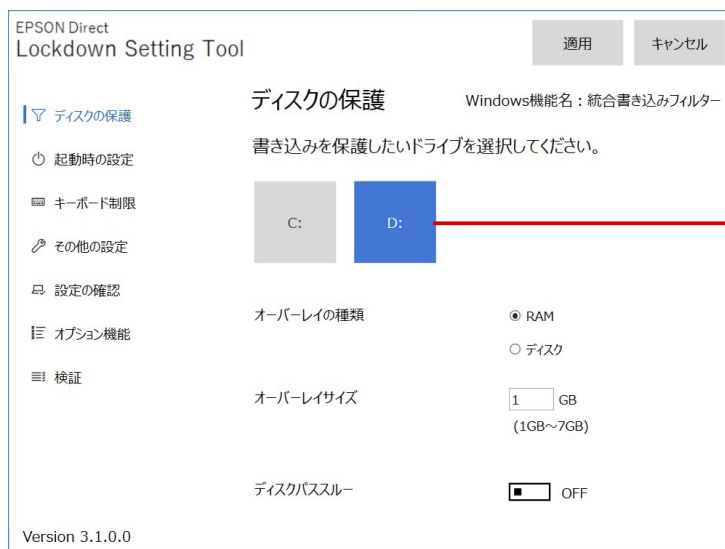 EPSON Direct
Lockdown Setting Tool
適用
キャンセル
ディスクの保護
起動時の設定
キーボード制限
その他の設定
設定の確認
オプション機能
検証
Version 3.1.0.0
ディスクの保護
Windows機能名：統合書き込みフィルター
書き込みを保護したいドライブを選択してください。
C:
D:
オーバーレイの種類
RAM
ディスク
オーバーレイサイズ
1 GB
(1GB～7GB)
ディスクパススルー
OFF